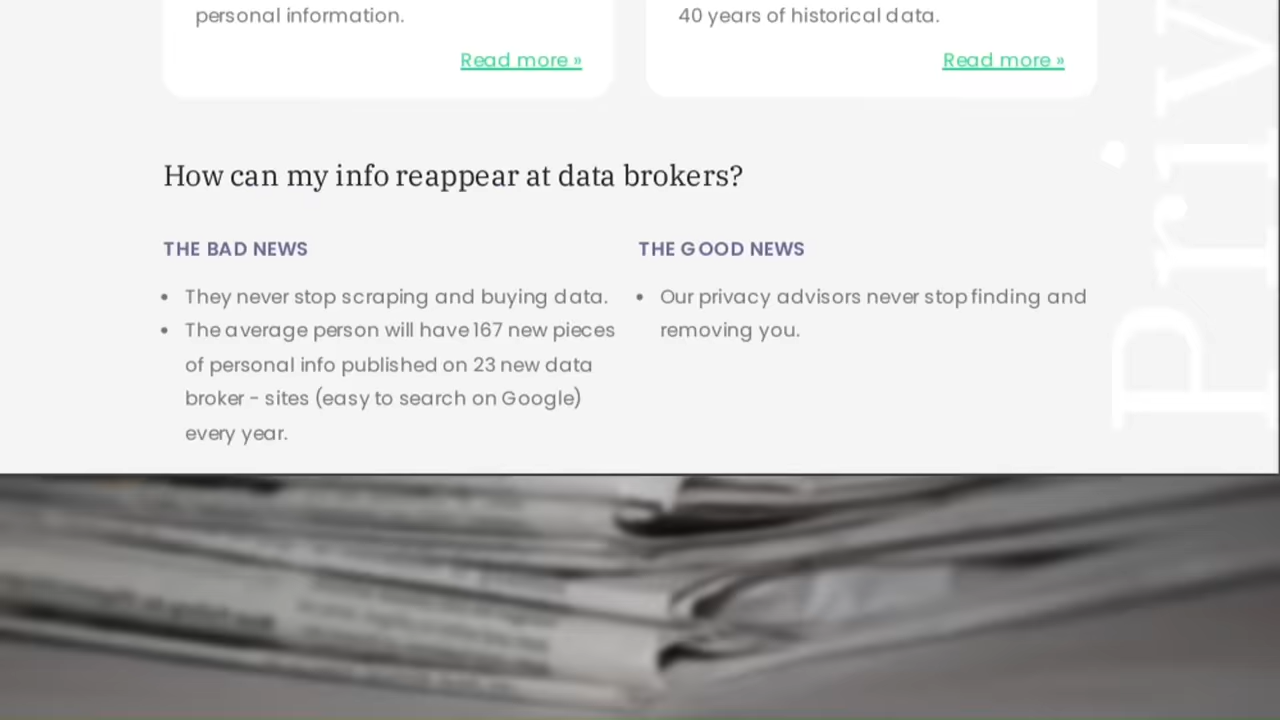 personal information.
Read more »
40 years of historical data.
Read more »
How can my info reappear at data brokers?
THE BAD NEWS
• They never stop scraping and buying data.
• The average person will have 167 new pieces
of personal info published on 23 new data
broker - sites (easy to search on Google)
every year.
THE GOOD NEWS
• Our privacy advisors never stop finding and
removing you.
Priv